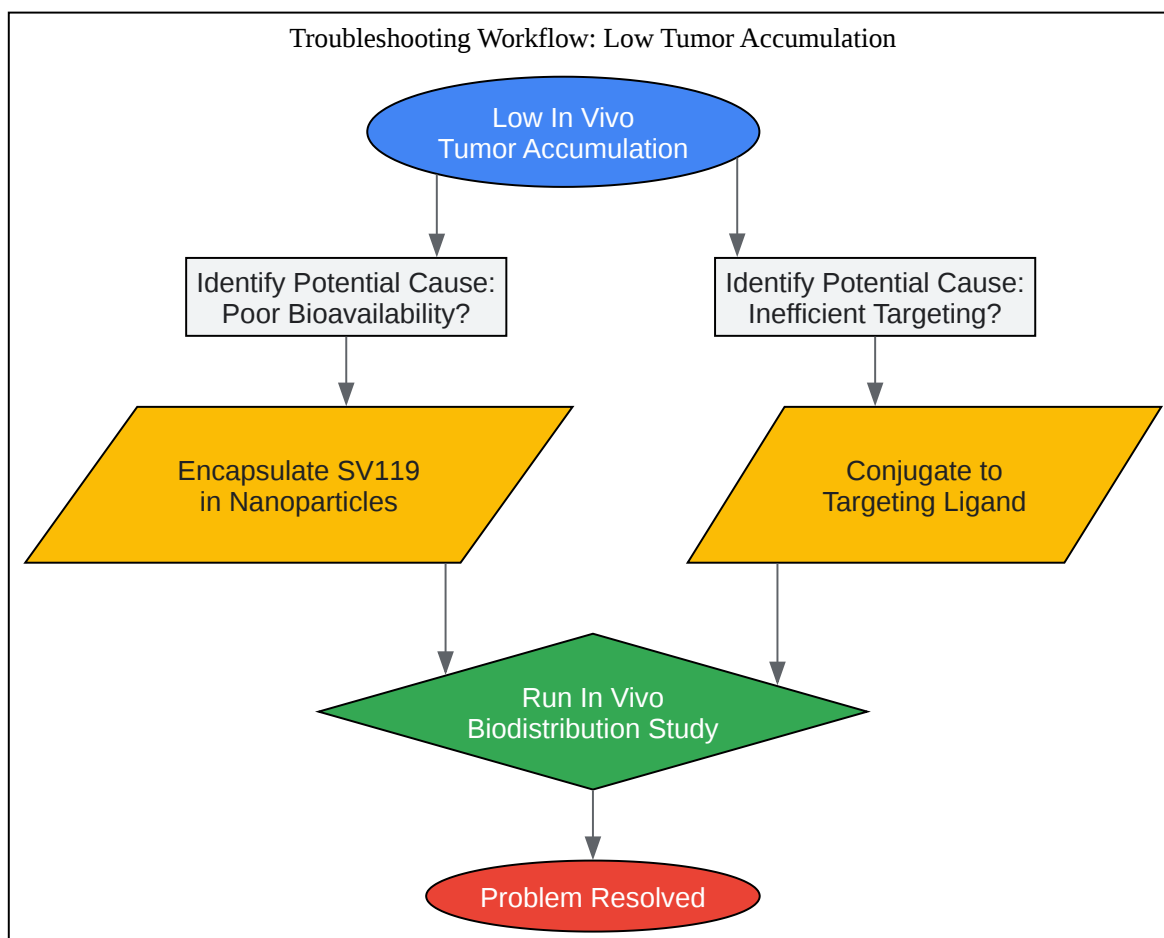 Troubleshooting Workflow: Low Tumor Accumulation
Low In Vivo
Tumor Accumulation
Identify Potential Cause:
Poor Bioavailability?
Identify Potential Cause:
Inefficient Targeting?
Encapsulate SV119
in Nanoparticles
Conjugate to
Targeting Ligand
Run In Vivo
Biodistribution Study
Problem Resolved